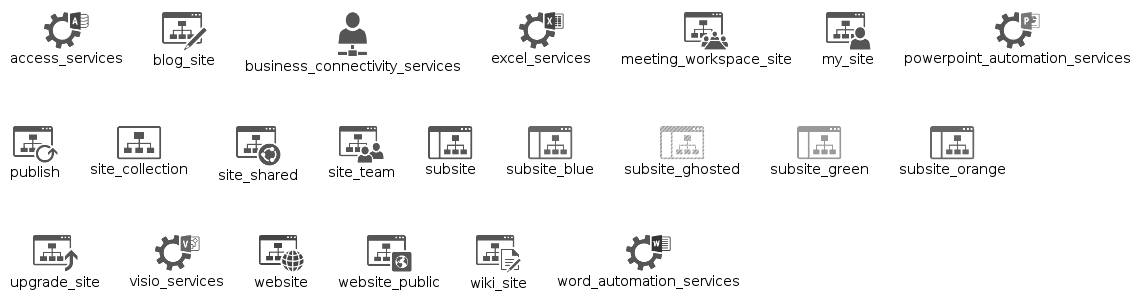 access_services
blog_site
business_connectivity_services
excel_services
meeting_workspace_site
my_site
powerpoint_automation_services
publish
site_collection
site_shared
site_team
subsite
subsite_blue
subsite_ghosted
subsite_green
subsite_orange
upgrade_site
visio_services
website
website_public
wiki_site
word_automation_services